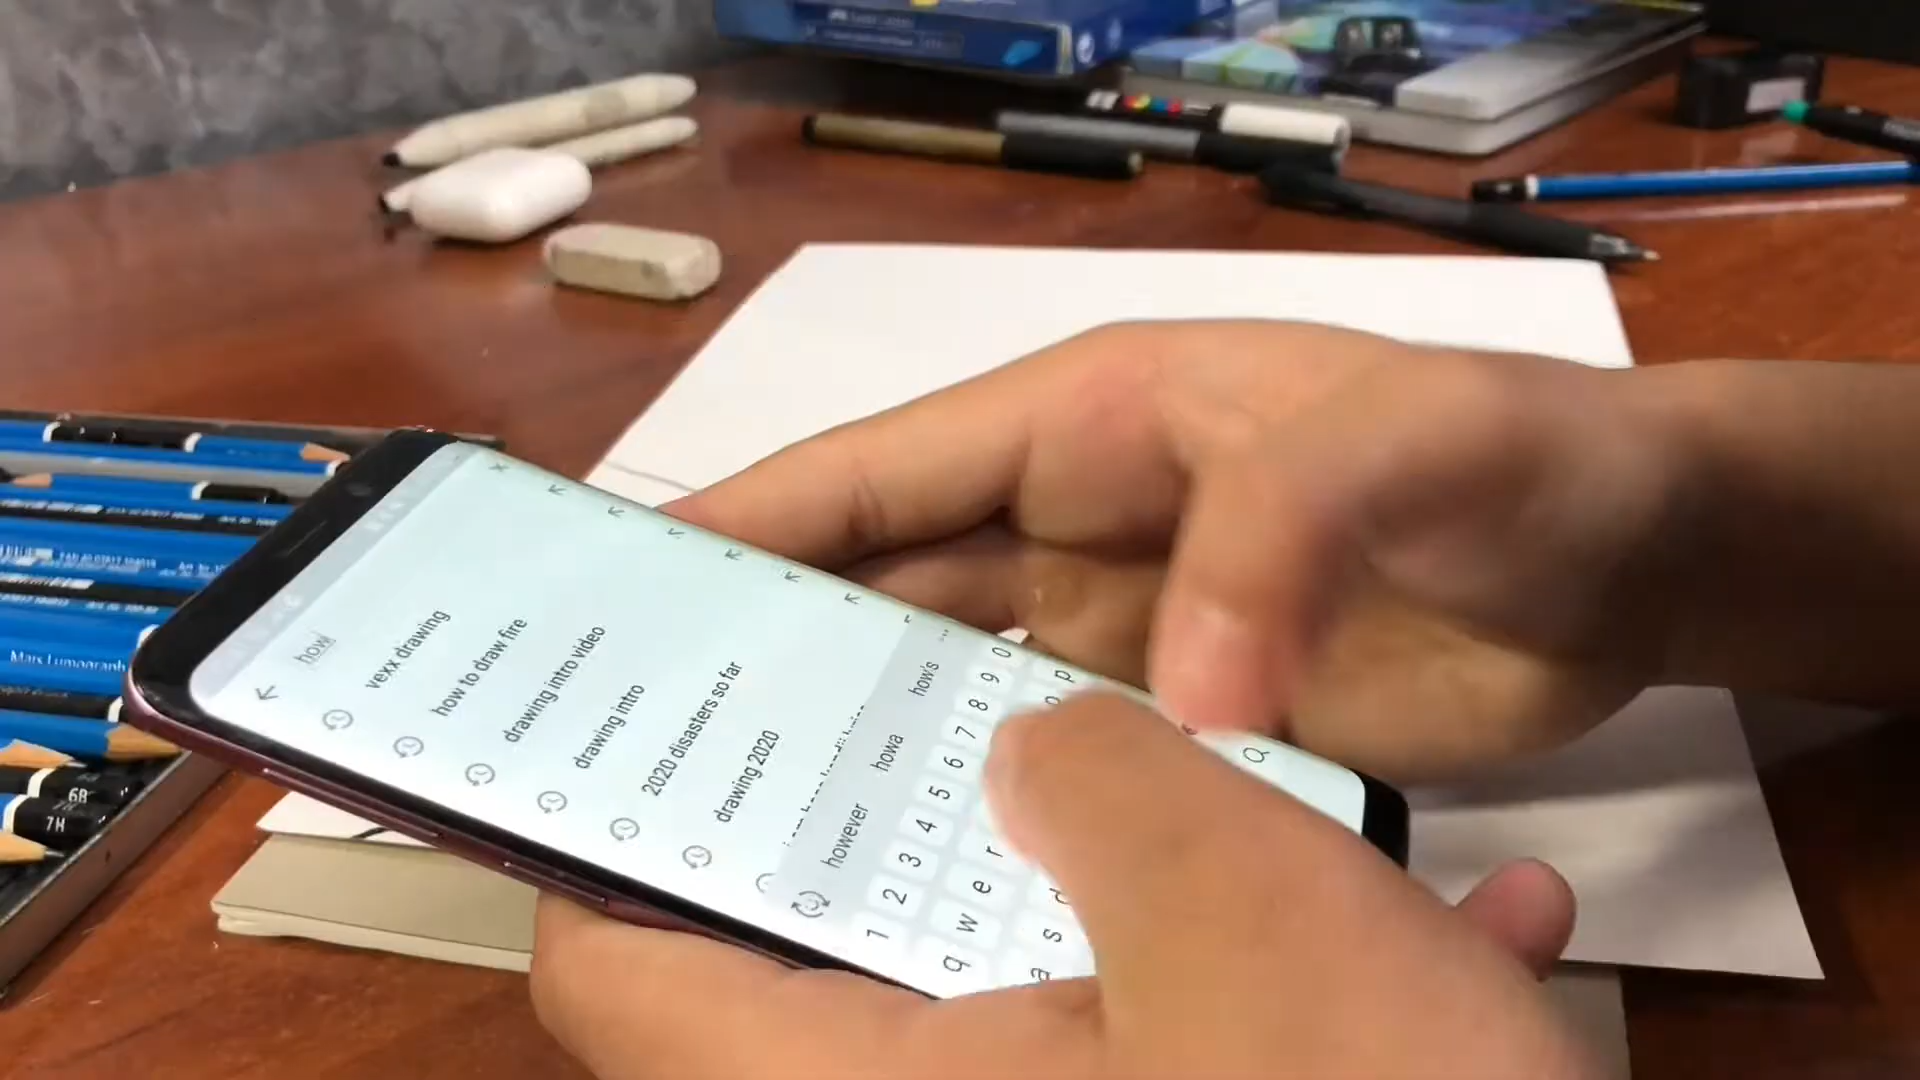 how
vexx drawing
how to draw fire
drawing intro video
drawing intro
2020 disasters so far
drawing 2020
however
howa
how's
1 2 3 4 5 6 7 8 9 0
q w e r o p
a s d
Mars Lumograph
6B
7H